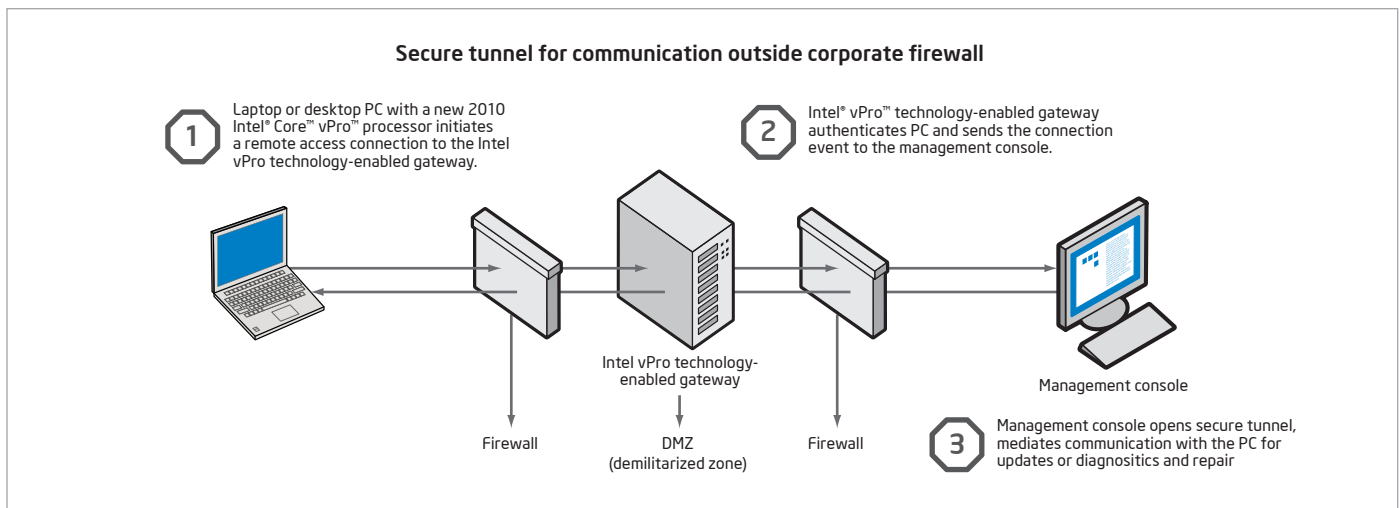 Secure tunnel for communication outside corporate firewall
1
Laptop or desktop PC with a new 2010
Intel® Core™ vPro™ processor initiates
a remote access connection to the Intel
vPro technology-enabled gateway.
2
Intel® vPro™ technology-enabled gateway
authenticates PC and sends the connection
event to the management console.
Intel vPro technology-
enabled gateway
Management console
Firewall
DMZ
(demilitarized zone)
Firewall
3
Management console opens secure tunnel,
mediates communication with the PC for
updates or diagnositics and repair